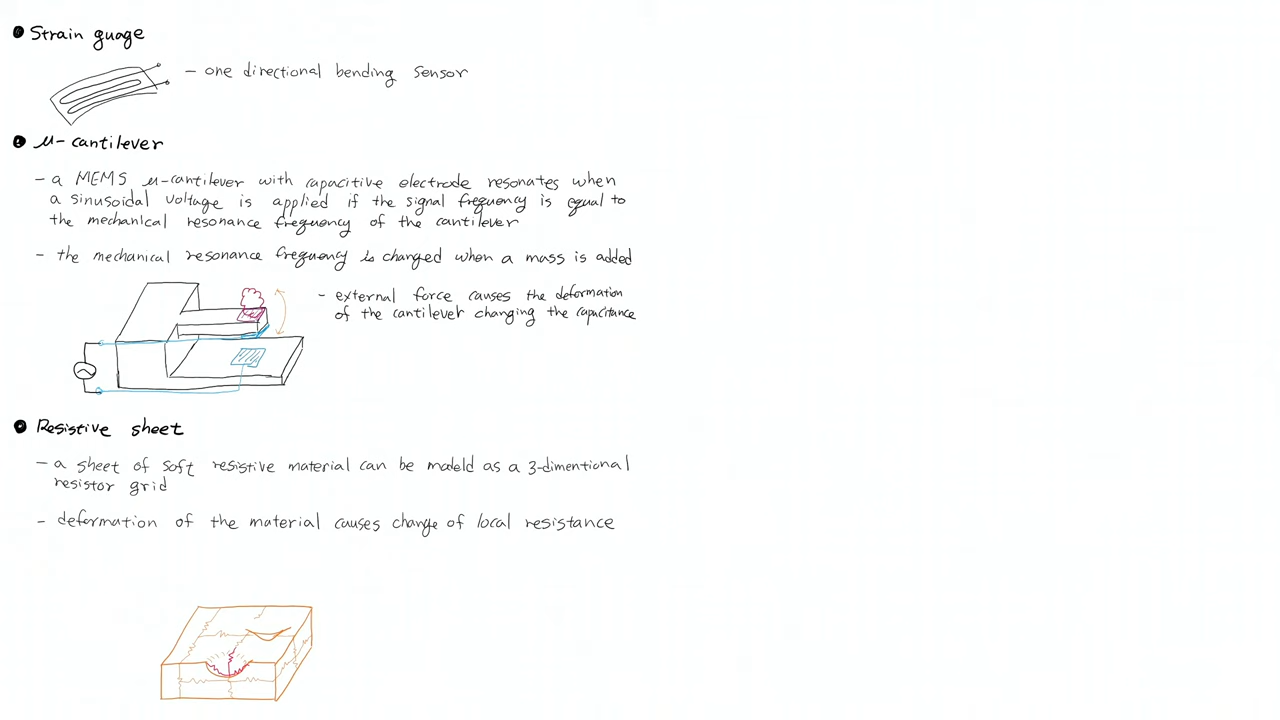 Strain guage
- one directional bending sensor
μ-cantilever
- a MEMS μ-cantilever with capacitive electrode resonates when
a sinusoidal voltage is applied if the signal frequency is equal to
the mechanical resonance frequency of the cantilever
- the mechanical resonance frequency is changed when a mass is added
- external force causes the deformation
of the cantilever changing the capacitance
Resistive sheet
- a sheet of soft resistive material can be modeld as a 3-dimentional
resistor grid
- deformation of the material causes change of local resistance